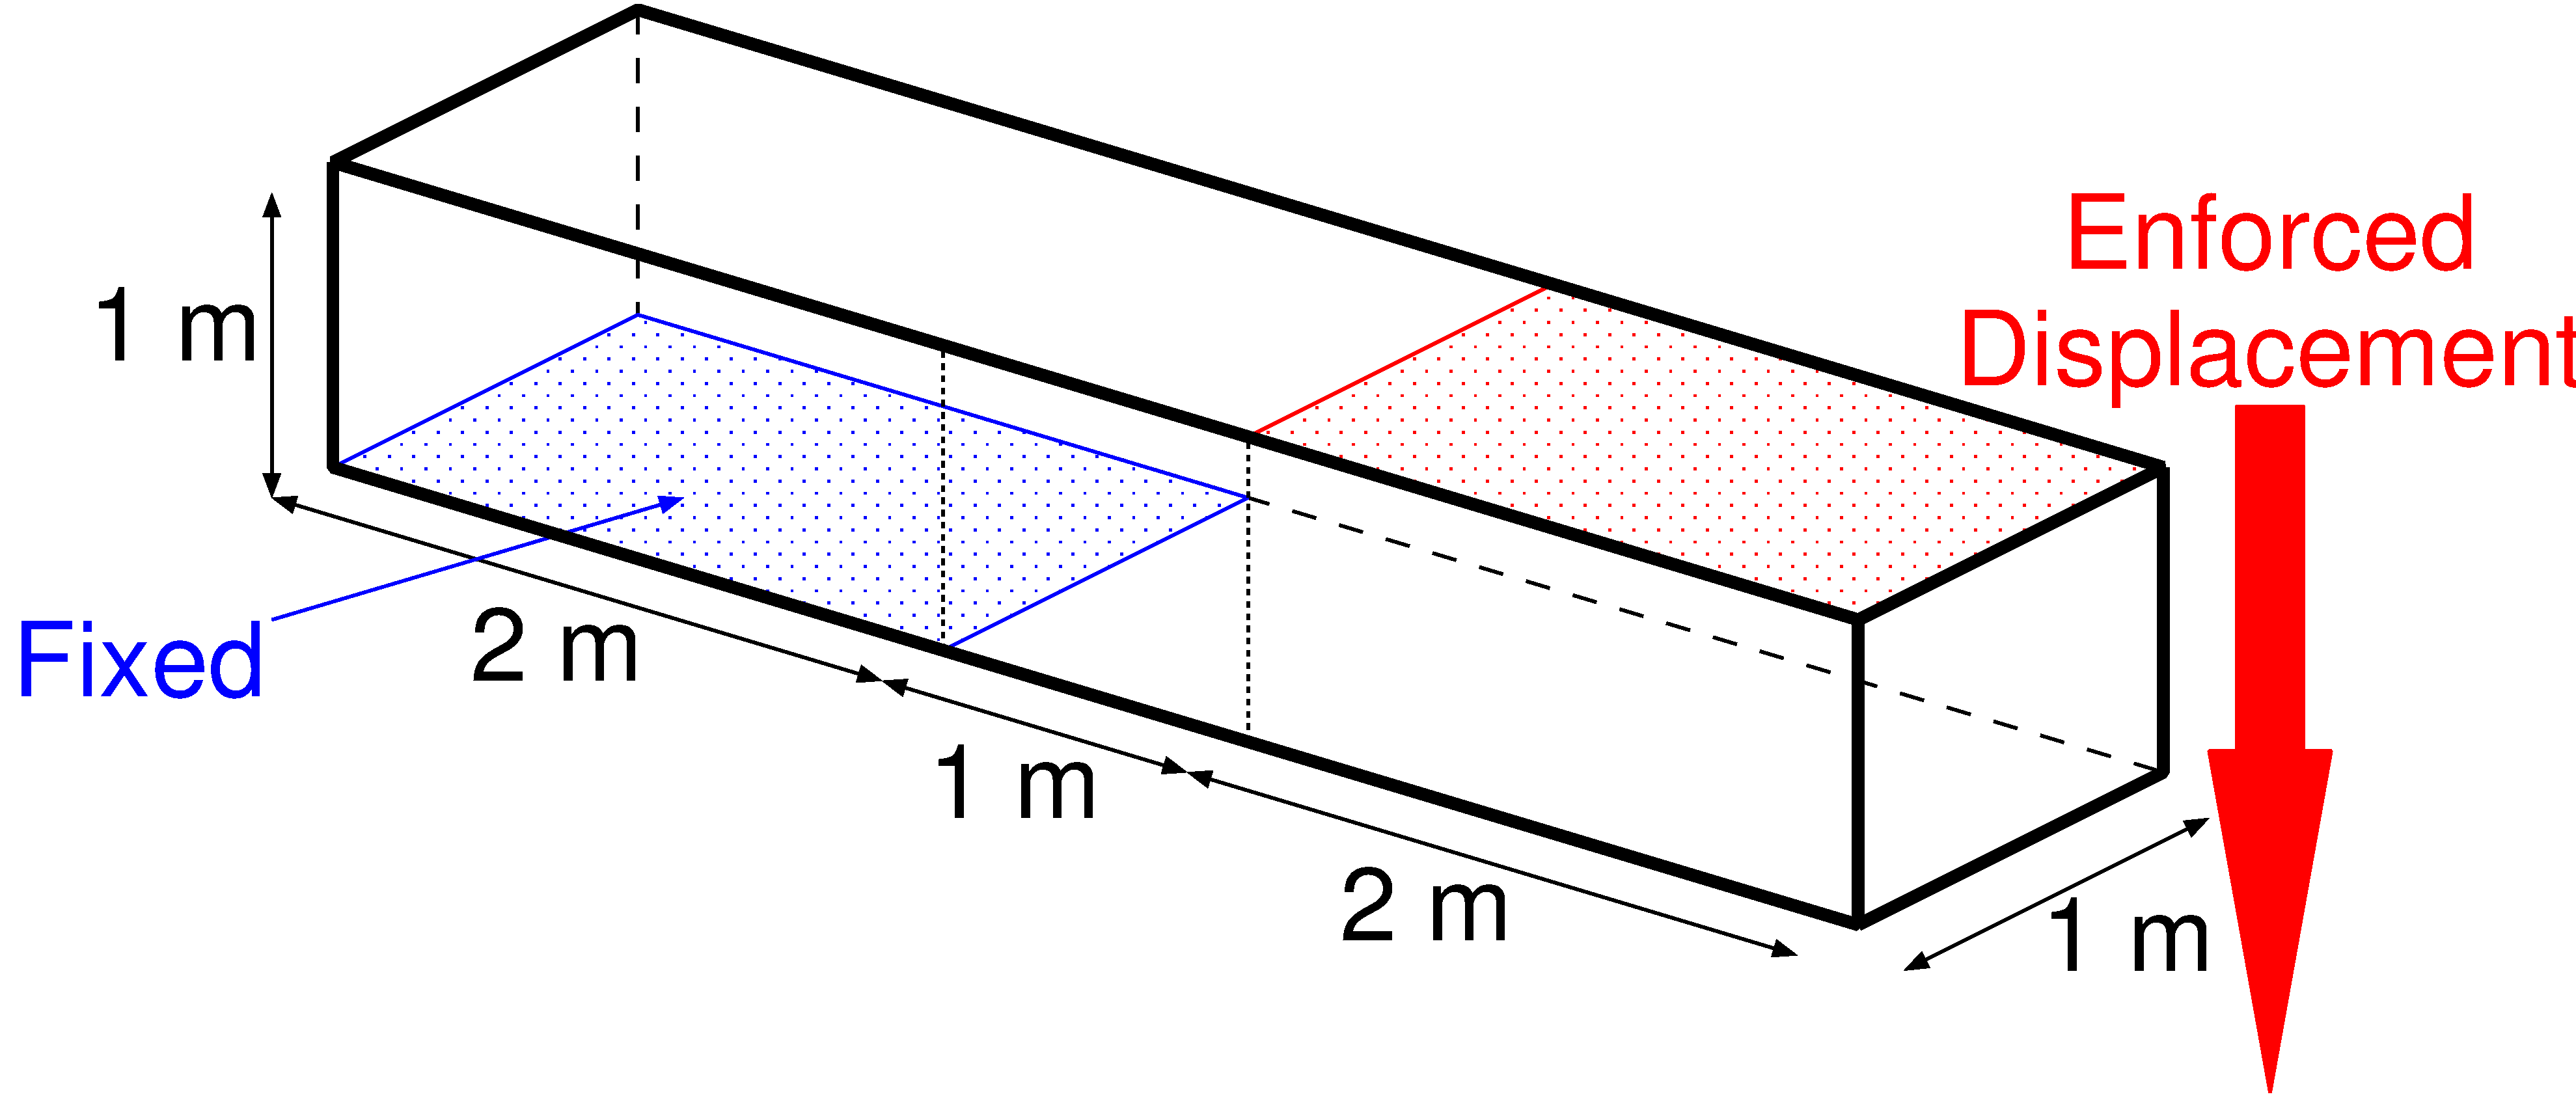 Enforced
Displacement
1 m
Fixed
2 m
1 m
2 m
1 m